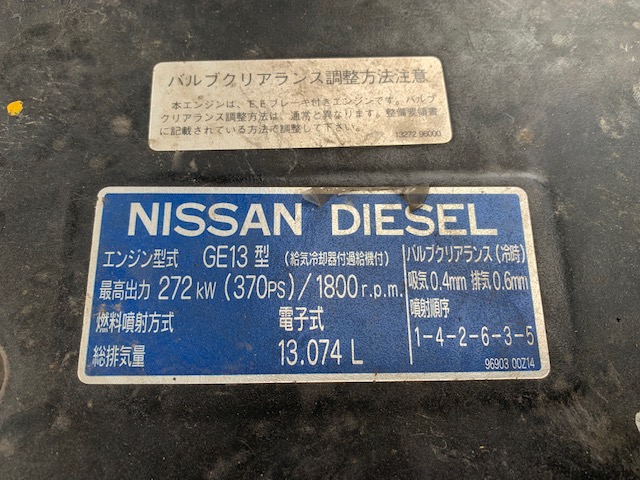 バルブクリアランス調整方法注意
本エンジンは、EEブレーキ付きエンジンです。バルブ
クリアランス調整方法は、通常と異なります。整備要領書
に記載されている方法で調整して下さい。
13272 96000
NISSAN DIESEL
エンジン型式 GE13 型 (給気冷却器付過給機付)
最高出力 272 kW (370PS) / 1800 r.p.m.
燃料噴射方式 電子式
総排気量 13.074 L
バルブクリアランス (冷時)
吸気 0.4mm 排気 0.6mm
噴射順序
1-4-2-6-3-5
96903 00Z14